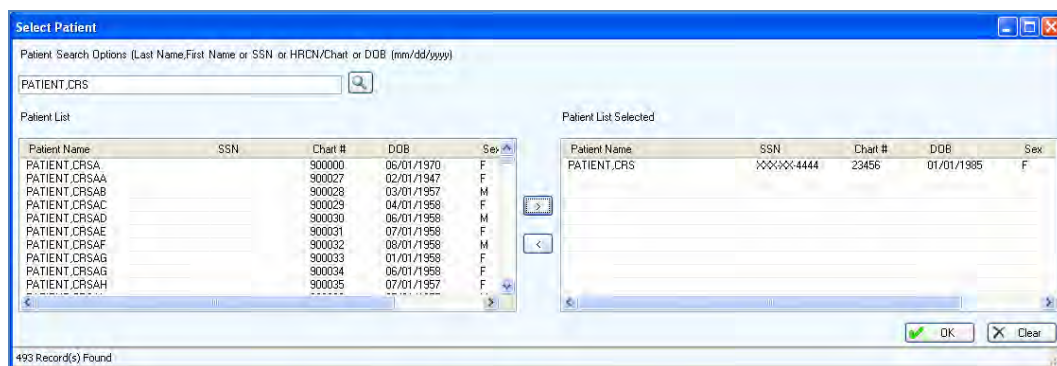 Select Patient
Patient Search Options (Last Name,First Name or SSN or HRCN/Chart or DOB (mm/dd/yyyy)
PATIENT,CRS
Patient List
Patient Name SSN Chart # DOB Sex
PATIENT,CRSA 900000 06/01/1970 F
PATIENT,CRSAA 900027 02/01/1947 F
PATIENT,CRSAB 900028 03/01/1957 M
PATIENT,CRSAC 900029 04/01/1958 F
PATIENT,CRSAD 900030 06/01/1958 M
PATIENT,CRSAE 900031 07/01/1958 F
PATIENT,CRSAF 900032 08/01/1958 M
PATIENT,CRSAG 900033 01/01/1958 F
PATIENT,CRSAG 900034 06/01/1958 F
PATIENT,CRSAH 900035 07/01/1957 F
>
<
Patient List Selected
Patient Name SSN Chart # DOB Sex
PATIENT,CRS XXX-XX-4444 23456 01/01/1985 F
OK Clear
493 Record(s) Found